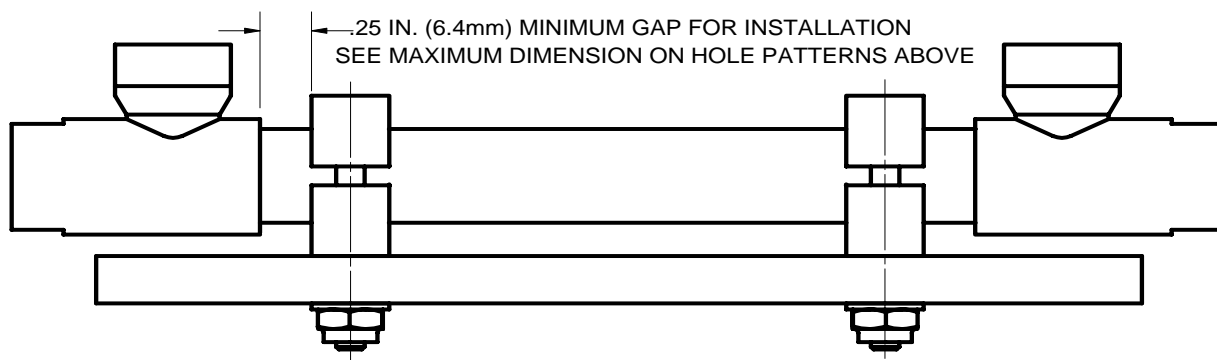 .25 IN. (6.4mm) MINIMUM GAP FOR INSTALLATION
SEE MAXIMUM DIMENSION ON HOLE PATTERNS ABOVE